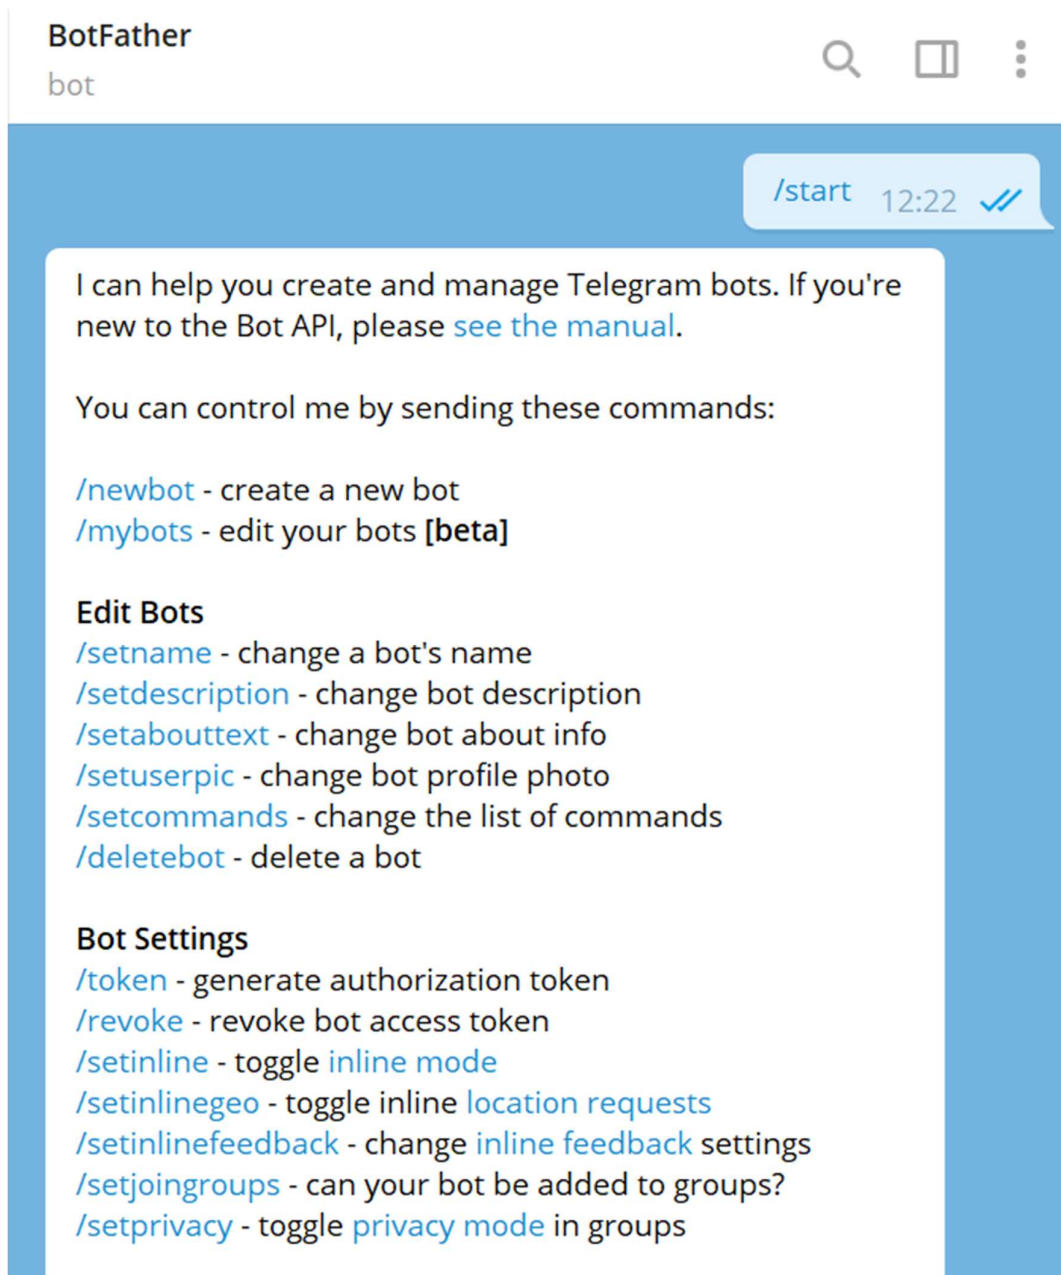 BotFather
bot
/start 12:22
I can help you create and manage Telegram bots. If you're
new to the Bot API, please see the manual.
You can control me by sending these commands:
/newbot - create a new bot
/mybots - edit your bots [beta]
Edit Bots
/setname - change a bot's name
/setdescription - change bot description
/setabouttext - change bot about info
/setuserpic - change bot profile photo
/setcommands - change the list of commands
/deletebot - delete a bot
Bot Settings
/token - generate authorization token
/revoke - revoke bot access token
/setinline - toggle inline mode
/setinlinegeo - toggle inline location requests
/setinlinefeedback - change inline feedback settings
/setjoingroups - can your bot be added to groups?
/setprivacy - toggle privacy mode in groups